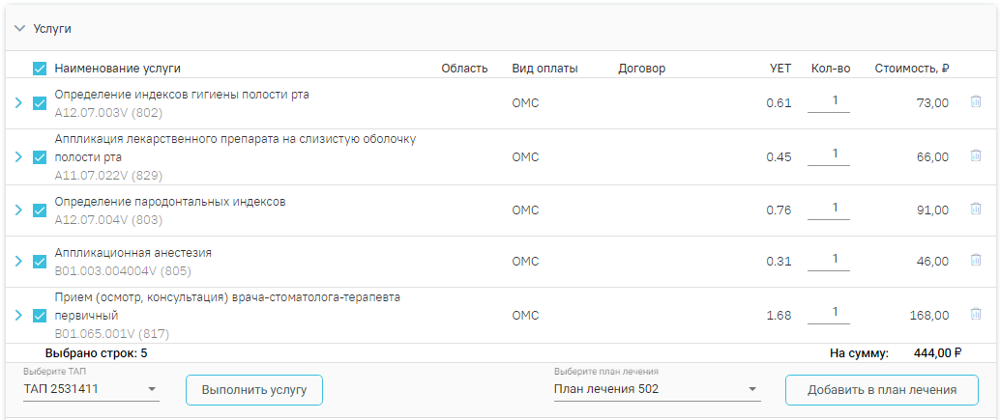 Услуги
Наименование услуги Область Вид оплаты Договор УЕТ Кол-во Стоимость, ₽
Определение индексов гигиены полости рта
A12.07.003V (802) ОМС 0.61 1 73,00
Аппликация лекарственного препарата на слизистую оболочку
полости рта ОМС 0.45 1 66,00
A11.07.022V (829)
Определение пародонтальных индексов
A12.07.004V (803) ОМС 0.76 1 91,00
Аппликационная анестезия
B01.003.004004V (805) ОМС 0.31 1 46,00
Прием (осмотр, консультация) врача-стоматолога-терапевта
первичный ОМС 1.68 1 168,00
B01.065.001V (817)
Выбрано строк: 5 На сумму: 444,00 ₽
Выберите ТАП Выберите план лечения
ТАП 2531411 Выполнить услугу План лечения 502 Добавить в план лечения